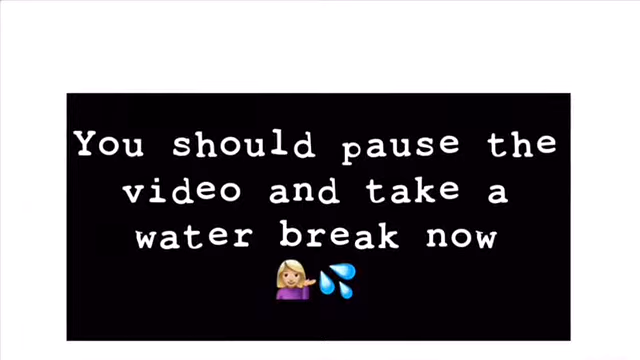 You should pause the
video and take a
water break now
💁🏼‍♀️💦